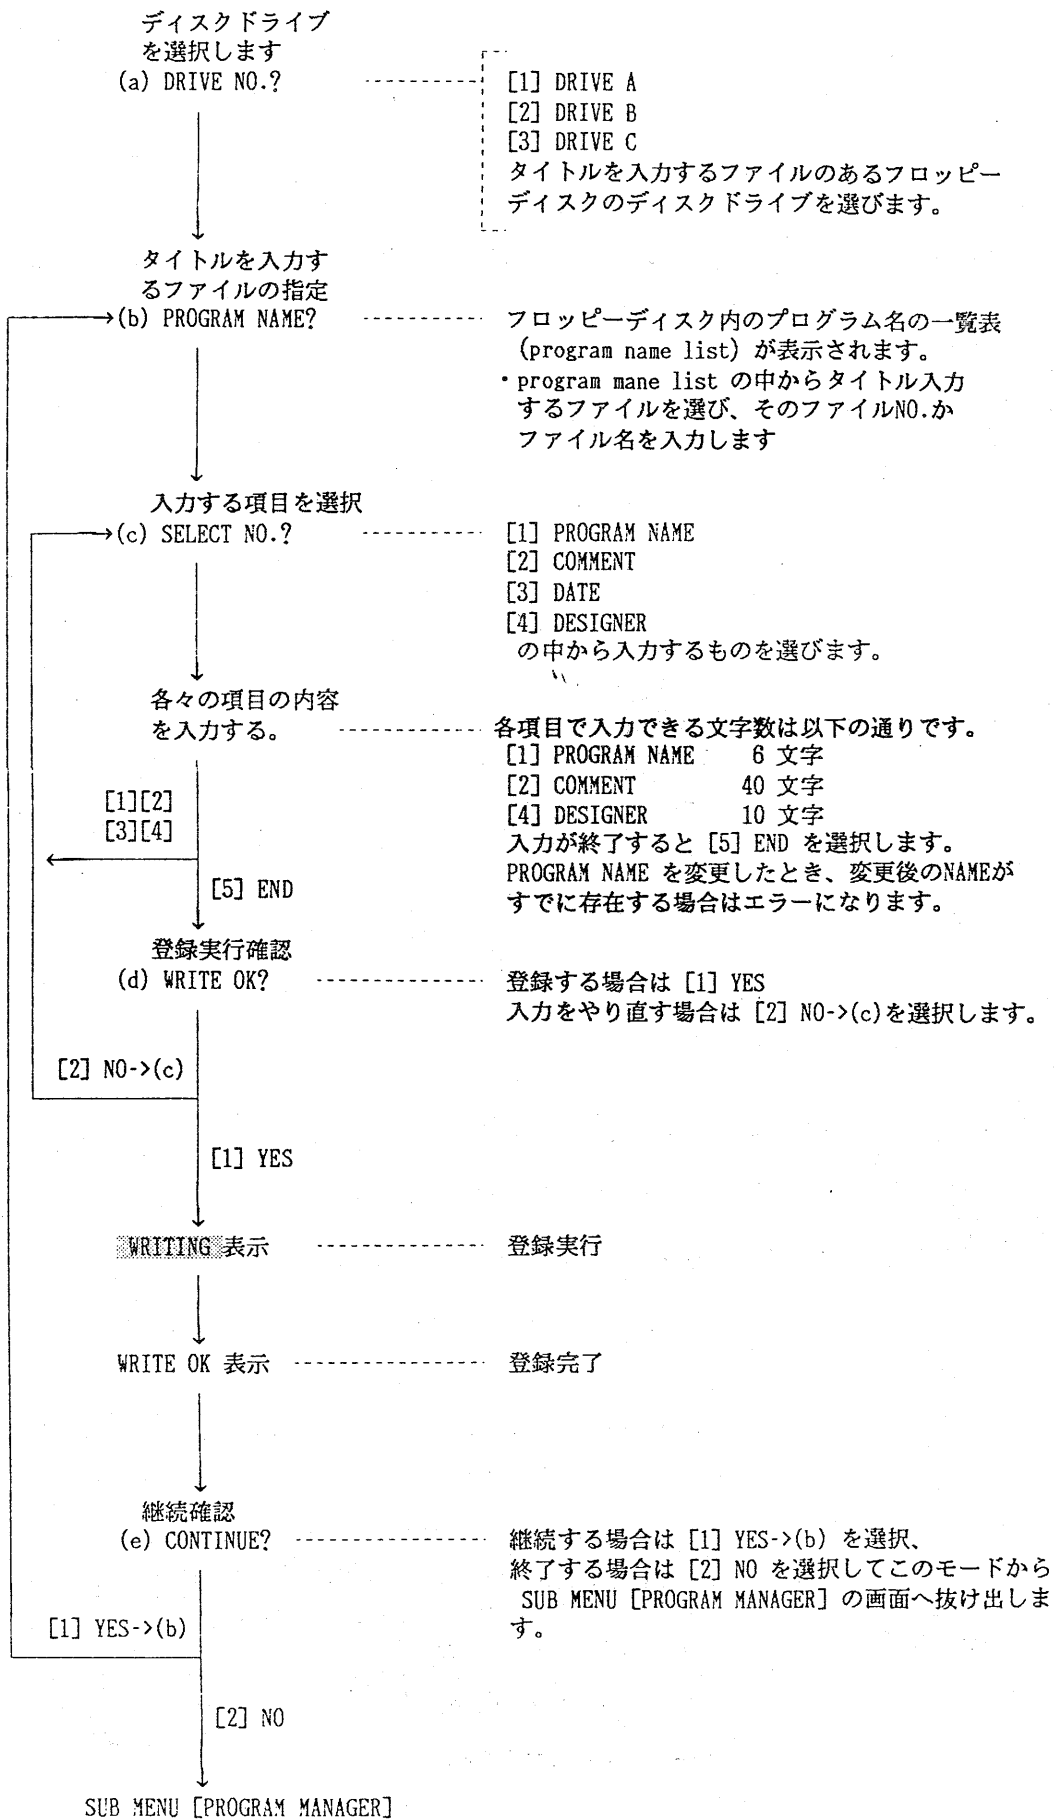 ディスクドライブ
を選択します
(a) DRIVE NO.?
[1] DRIVE A
[2] DRIVE B
[3] DRIVE C
タイトルを入力するファイルのあるフロッピー
ディスクのディスクドライブを選びます。
タイトルを入力す
るファイルの指定
(b) PROGRAM NAME?
フロッピーディスク内のプログラム名の一覧表
(program name list) が表示されます。
・program mane list の中からタイトル入力
するファイルを選び、そのファイルNO.か
ファイル名を入力します
入力する項目を選択
(c) SELECT NO.?
[1] PROGRAM NAME
[2] COMMENT
[3] DATE
[4] DESIGNER
の中から入力するものを選びます。
各々の項目の内容
を入力する。
各項目で入力できる文字数は以下の通りです。
[1] PROGRAM NAME 6 文字
[2] COMMENT 40 文字
[4] DESIGNER 10 文字
入力が終了すると [5] END を選択します。
PROGRAM NAME を変更したとき、変更後のNAMEが
すでに存在する場合はエラーになります。
[1][2]
[3][4]
[5] END
登録実行確認
(d) WRITE OK?
登録する場合は [1] YES
入力をやり直す場合は [2] NO->(c)を選択します。
[2] NO->(c)
[1] YES
WRITING 表示
登録実行
WRITE OK 表示
登録完了
継続確認
(e) CONTINUE?
継続する場合は [1] YES->(b) を選択、
終了する場合は [2] NO を選択してこのモードから
SUB MENU [PROGRAM MANAGER] の画面へ抜け出しま
す。
[1] YES->(b)
[2] NO
SUB MENU [PROGRAM MANAGER]